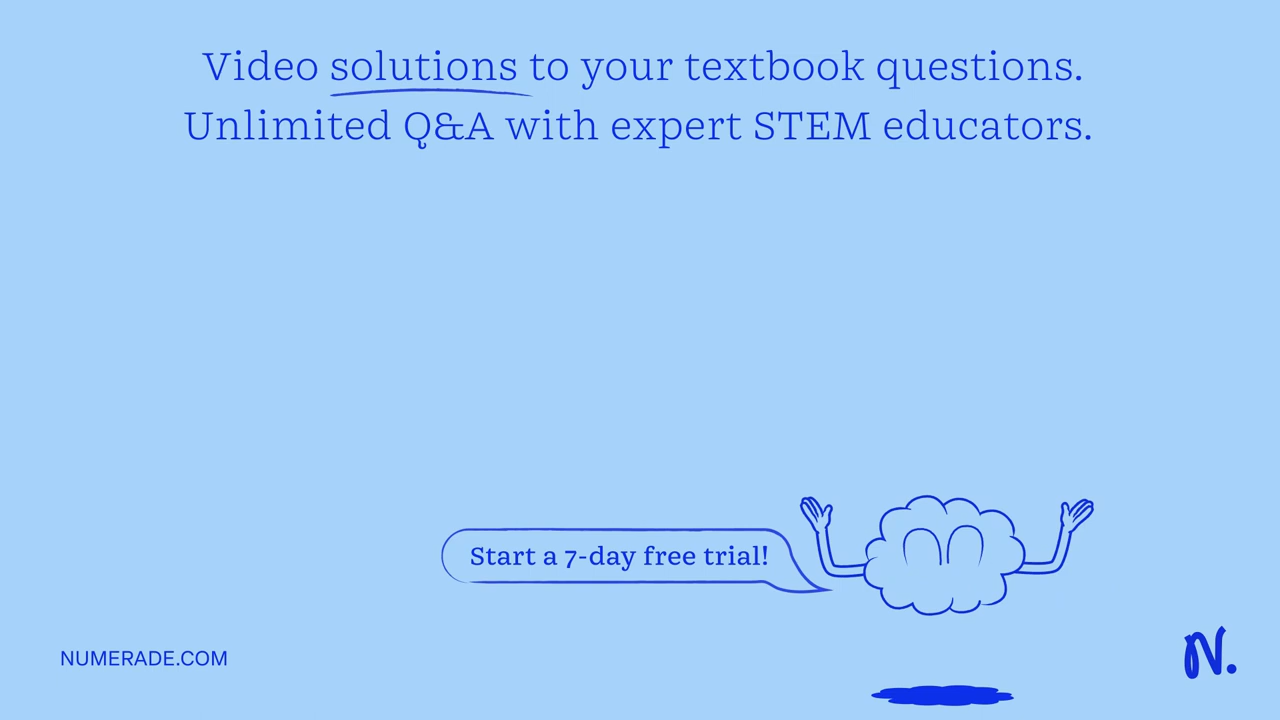 Video solutions to your textbook questions.
Unlimited Q&A with expert STEM educators.
Start a 7-day free trial!
NUMERADE.COM
N.